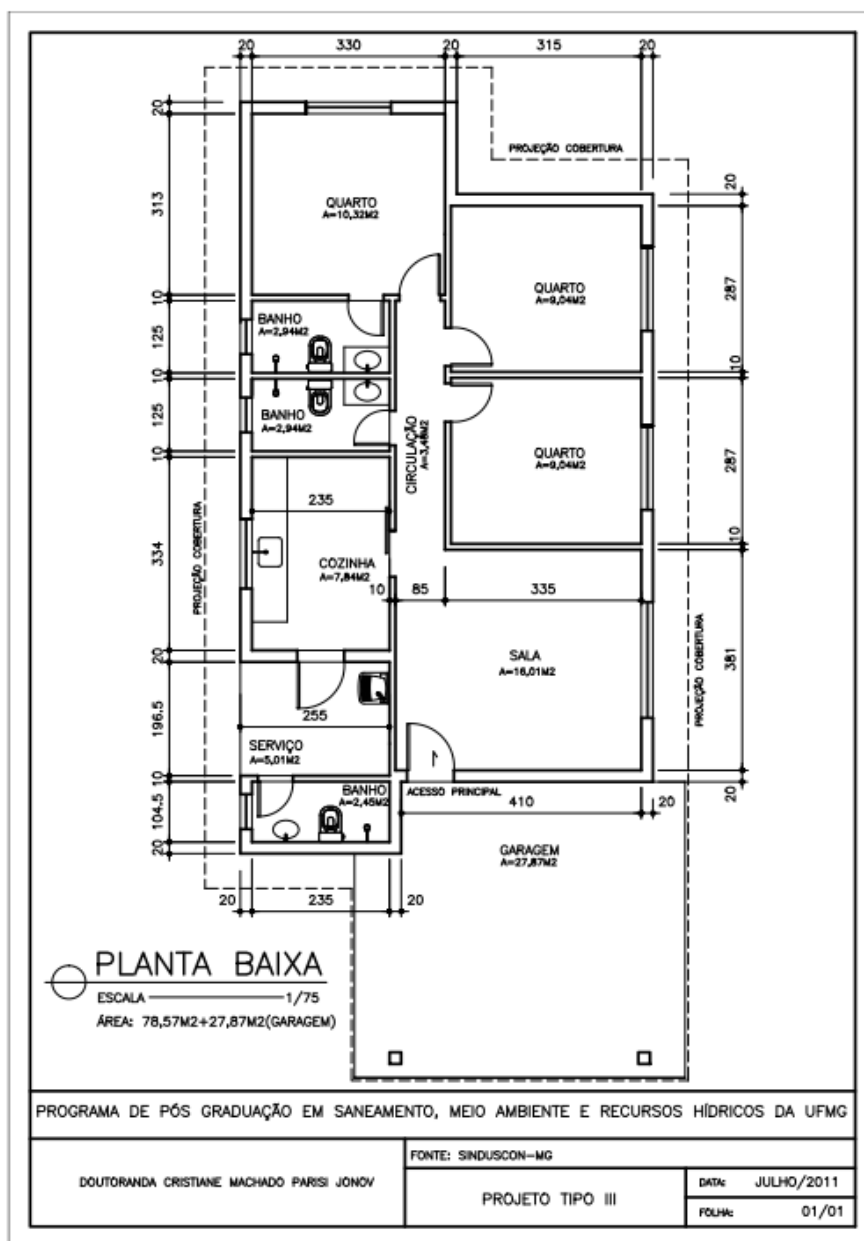 20
330
20
315
20
20
PROJEÇÃO COBERTURA
20
313
QUARTO
A=10,32M2
QUARTO
A=9,04M2
287
10
BANHO
A=2,94M2
125
10
10
BANHO
A=2,94M2
125
CIRCULAÇÃO
A=3,48M2
QUARTO
A=9,04M2
287
10
10
235
PROJEÇÃO COBERTURA
334
COZINHA
A=7,84M2
10
85
335
SALA
A=16,01M2
PROJEÇÃO COBERTURA
381
20
255
196.5
SERVIÇO
A=5,01M2
10
BANHO
A=2,45M2
ACESSO PRINCIPAL
20
104.5
410
20
20
GARAGEM
A=27,87M2
20
235
20
PLANTA BAIXA
ESCALA 1/75
ÁREA: 78,57M2+27,87M2(GARAGEM)
PROGRAMA DE PÓS GRADUAÇÃO EM SANEAMENTO, MEIO AMBIENTE E RECURSOS HÍDRICOS DA UFMG
DOUTORANDA CRISTIANE MACHADO PARISI JONOV
FONTE: SINDUSCON-MG
PROJETO TIPO III
DATA: JULHO/2011
FOLHA: 01/01